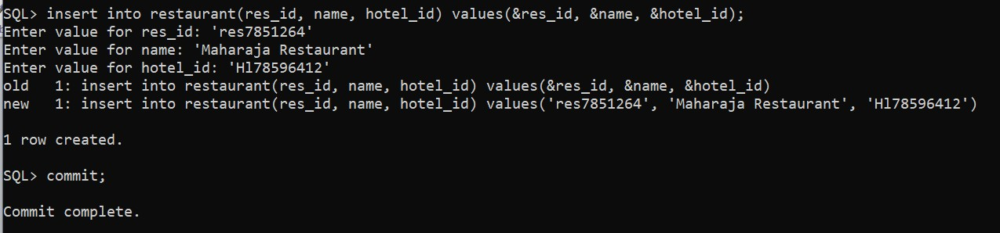 SQL> insert into restaurant(res_id, name, hotel_id) values(&res_id, &name, &hotel_id);
Enter value for res_id: 'res7851264'
Enter value for name: 'Maharaja Restaurant'
Enter value for hotel_id: 'Hl78596412'
old   1: insert into restaurant(res_id, name, hotel_id) values(&res_id, &name, &hotel_id)
new   1: insert into restaurant(res_id, name, hotel_id) values('res7851264', 'Maharaja Restaurant', 'Hl78596412')
1 row created.
SQL> commit;
Commit complete.